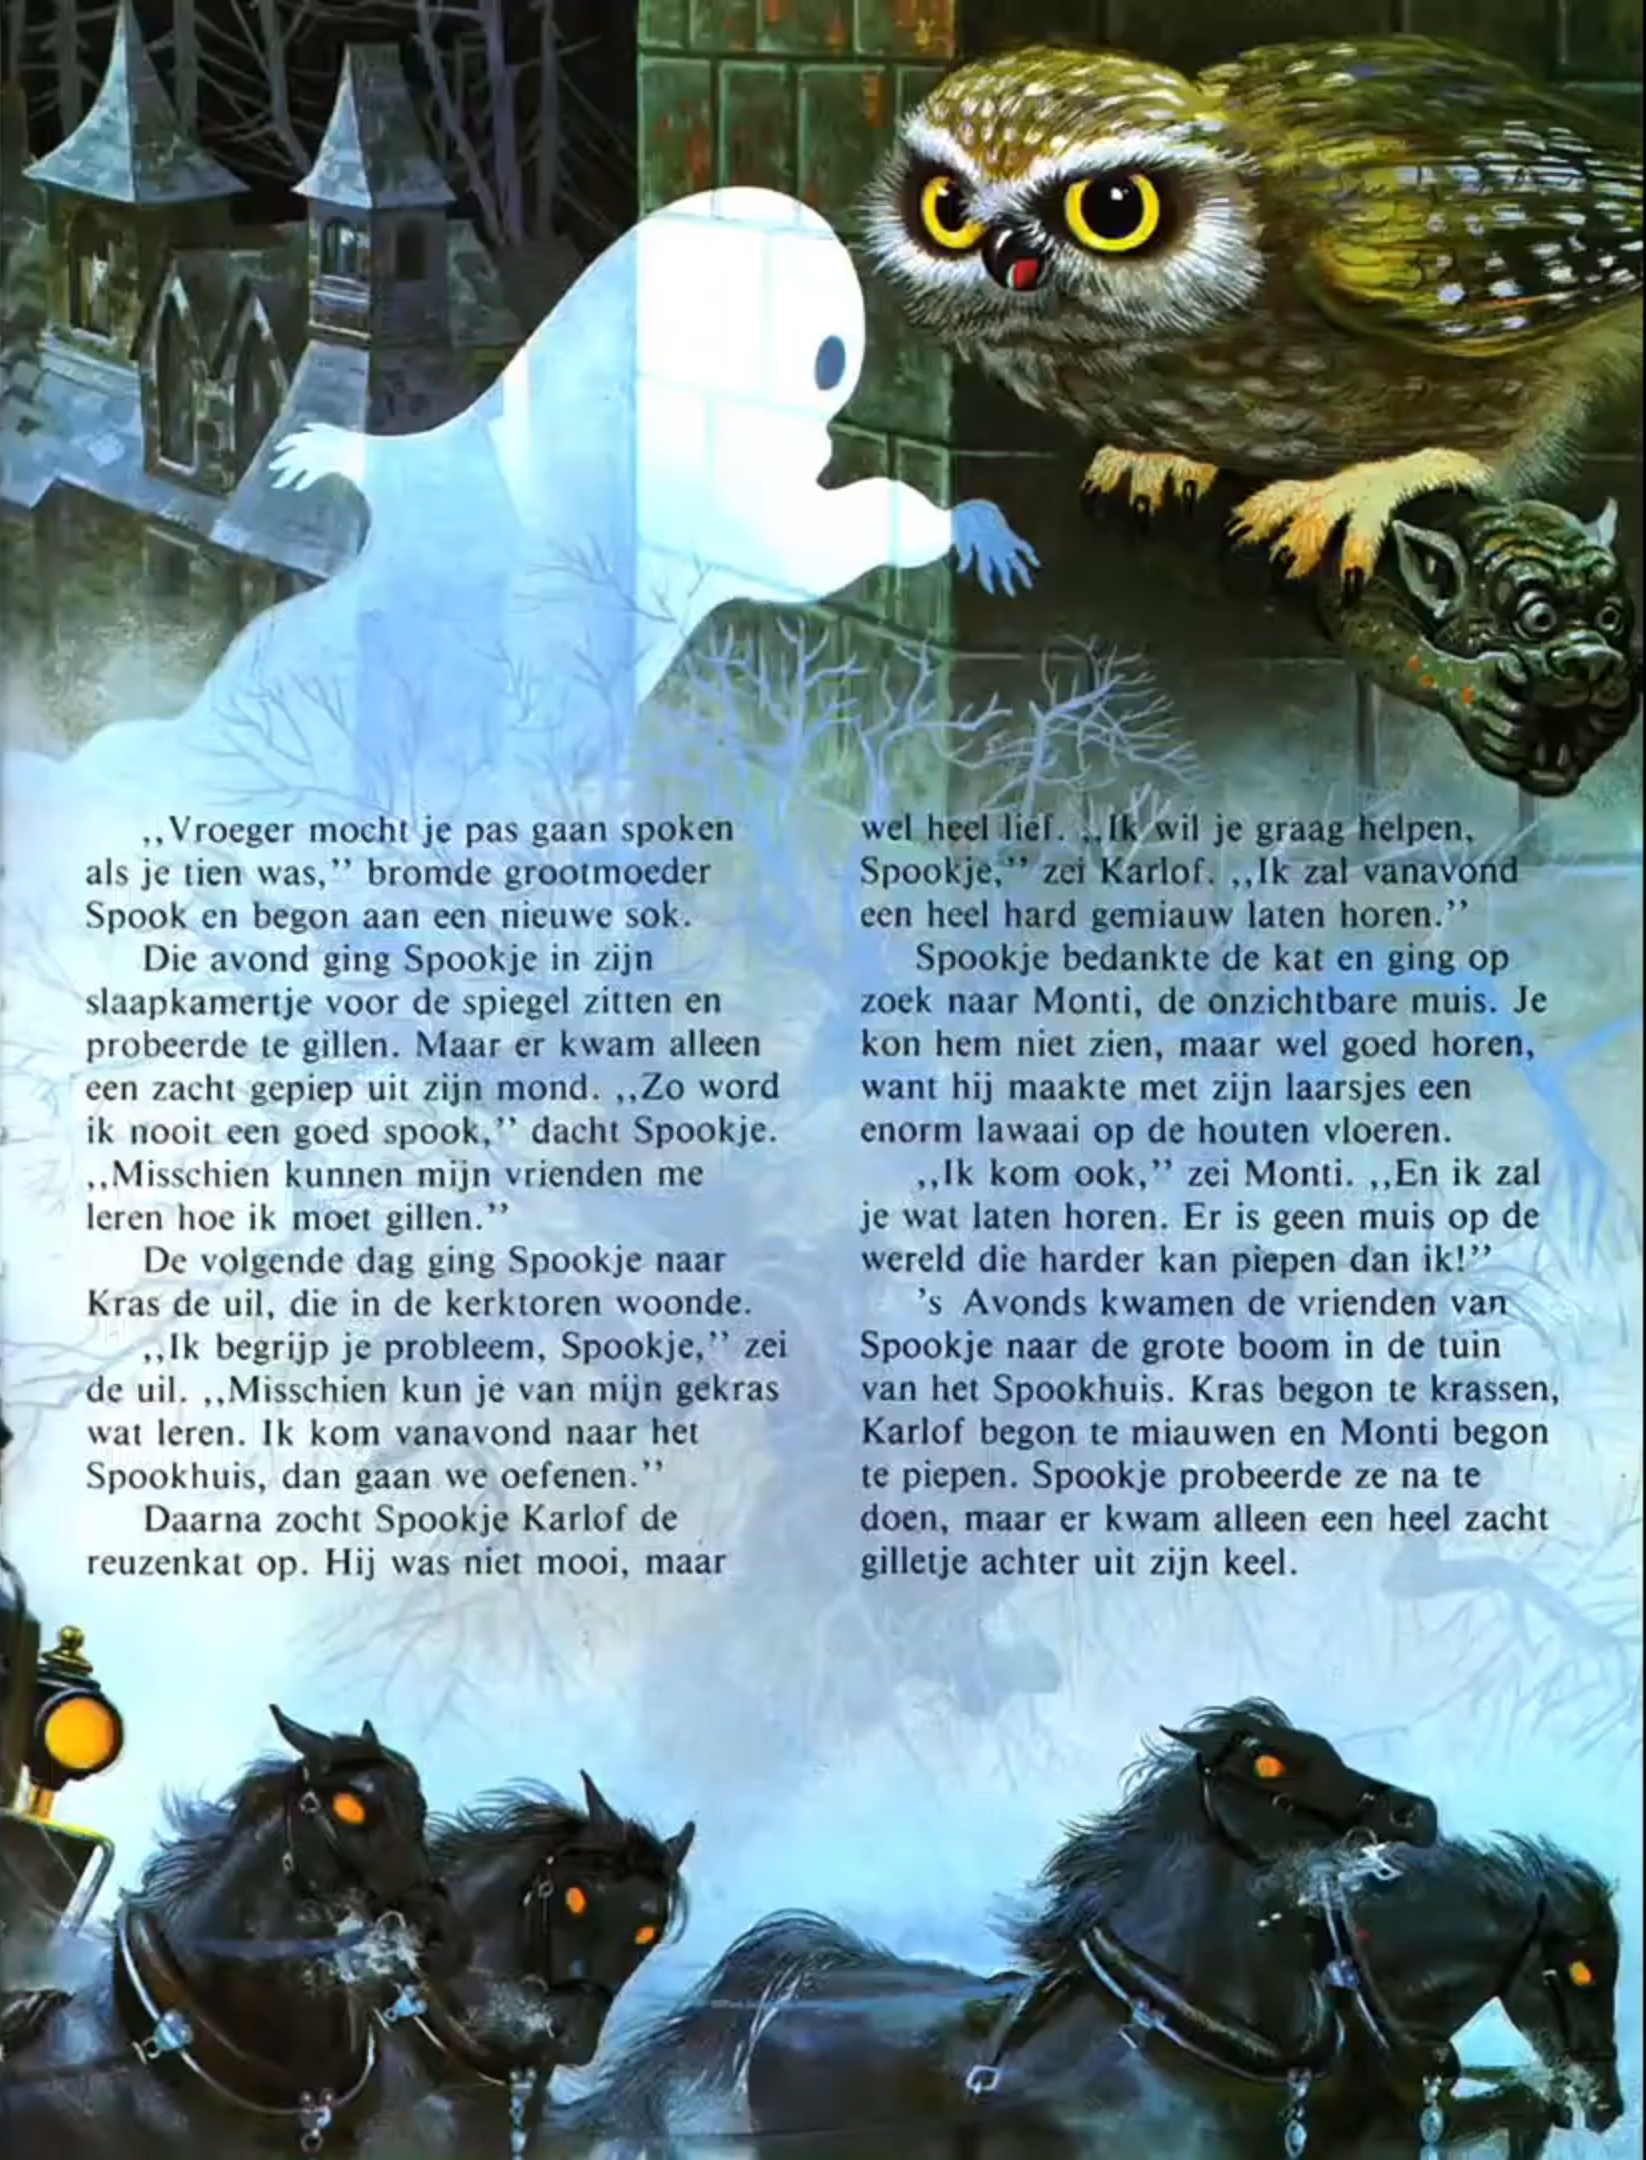 ,,Vroeger mocht je pas gaan spoken
als je tien was,’’ bromde grootmoeder
Spook en begon aan een nieuwe sok.
Die avond ging Spookje in zijn
slaapkamertje voor de spiegel zitten en
probeerde te gillen. Maar er kwam alleen
een zacht gepiep uit zijn mond. ,,Zo word
ik nooit een goed spook,’’ dacht Spookje.
,,Misschien kunnen mijn vrienden me
leren hoe ik moet gillen.’’
De volgende dag ging Spookje naar
Kras de uil, die in de kerktoren woonde.
,,Ik begrijp je probleem, Spookje,’’ zei
de uil. ,,Misschien kun je van mijn gekras
wat leren. Ik kom vanavond naar het
Spookhuis, dan gaan we oefenen.’’
Daarna zocht Spookje Karlof de
reuzenkat op. Hij was niet mooi, maar
wel heel lief. ,,Ik wil je graag helpen,
Spookje,’’ zei Karlof. ,,Ik zal vanavond
een heel hard gemiauw laten horen.’’
Spookje bedankte de kat en ging op
zoek naar Monti, de onzichtbare muis. Je
kon hem niet zien, maar wel goed horen,
want hij maakte met zijn laarsjes een
enorm lawaai op de houten vloeren.
,,Ik kom ook,’’ zei Monti. ,,En ik zal
je wat laten horen. Er is geen muis op de
wereld die harder kan piepen dan ik!’’
’s Avonds kwamen de vrienden van
Spookje naar de grote boom in de tuin
van het Spookhuis. Kras begon te krassen,
Karlof begon te miauwen en Monti begon
te piepen. Spookje probeerde ze na te
doen, maar er kwam alleen een heel zacht
gilletje achter uit zijn keel.